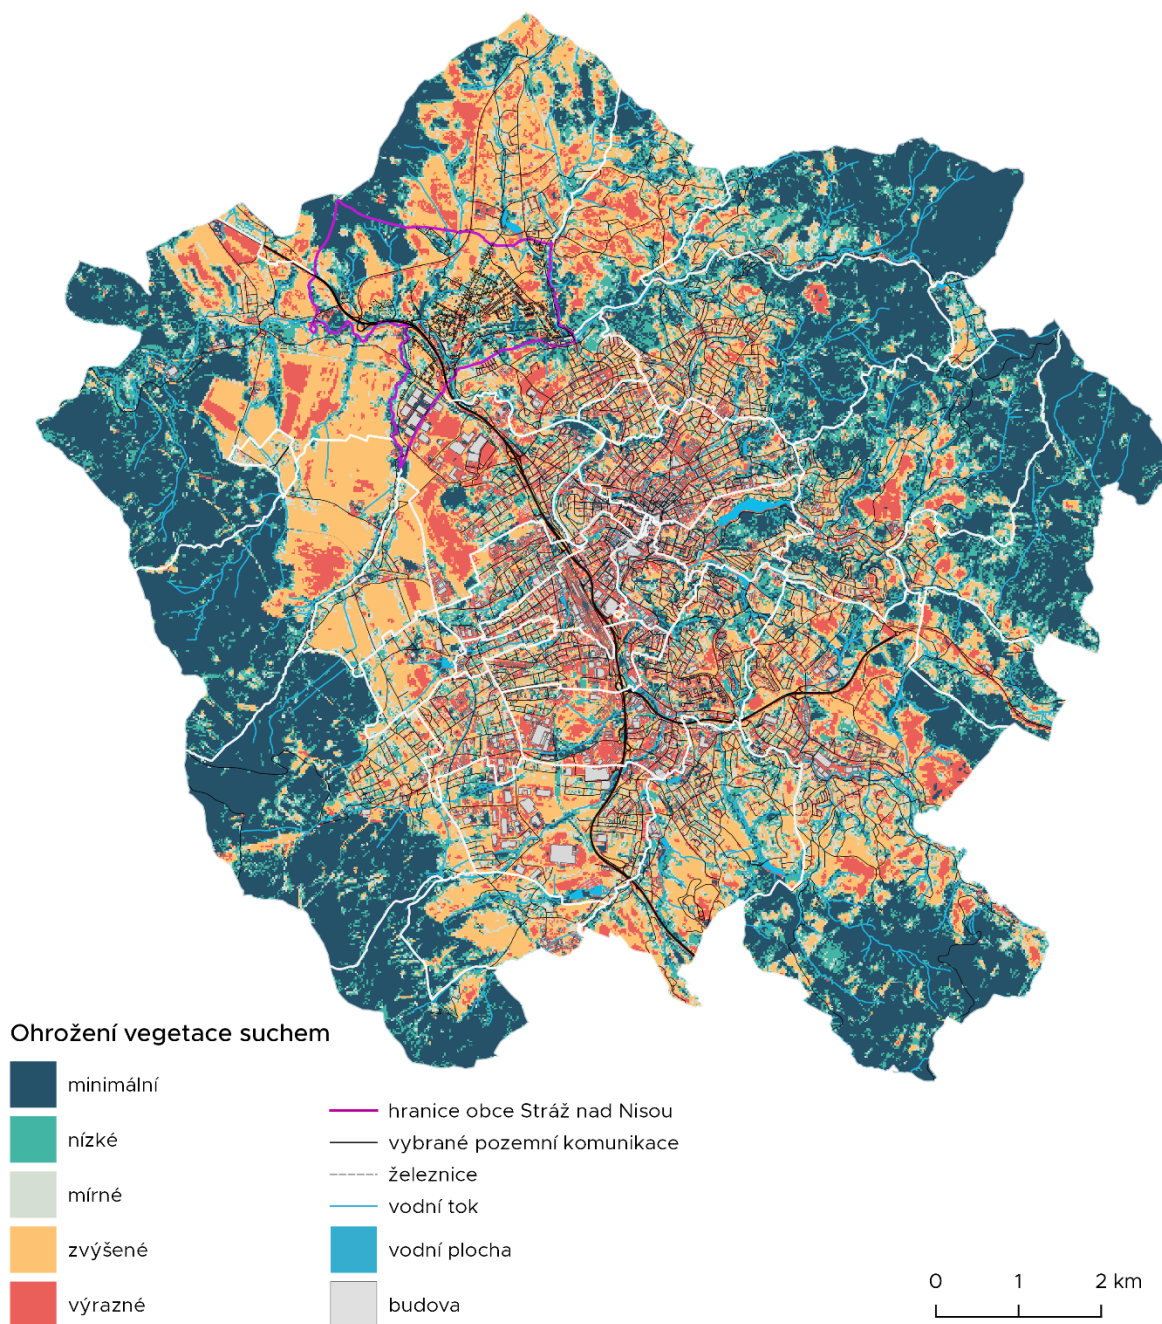 Ohrožení vegetace suchem
minimální
nízké
mírné
zvýšené
výrazné
hranice obce Stráž nad Nisou
vybrané pozemní komunikace
železnice
vodní tok
vodní plocha
budova
0 1 2 km